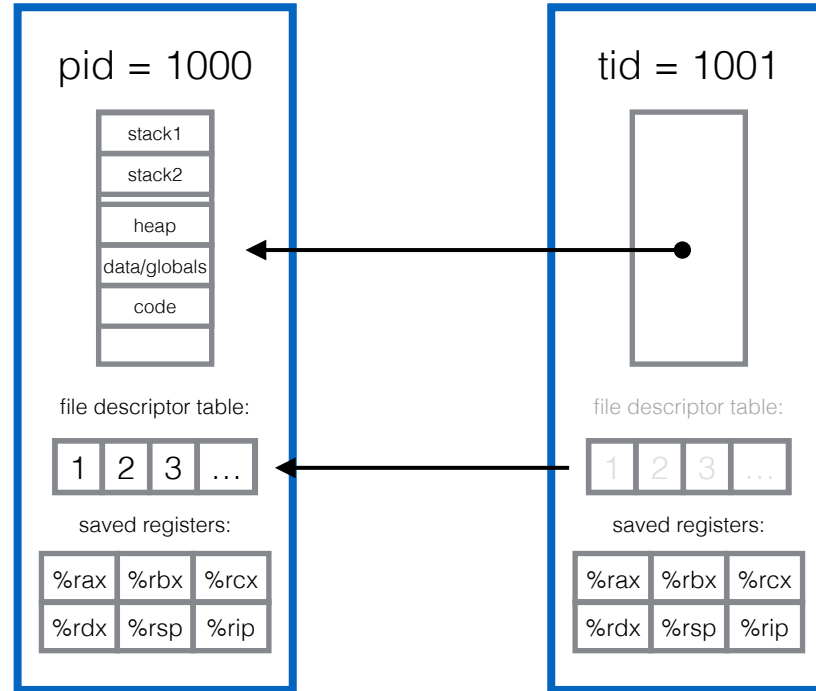 pid = 1000
stack1
stack2
heap
data/globals
code
file descriptor table:
1 2 3 ...
saved registers:
%rax %rbx %rcx
%rdx %rsp %rip
tid = 1001
file descriptor table:
1 2 3 ...
saved registers:
%rax %rbx %rcx
%rdx %rsp %rip